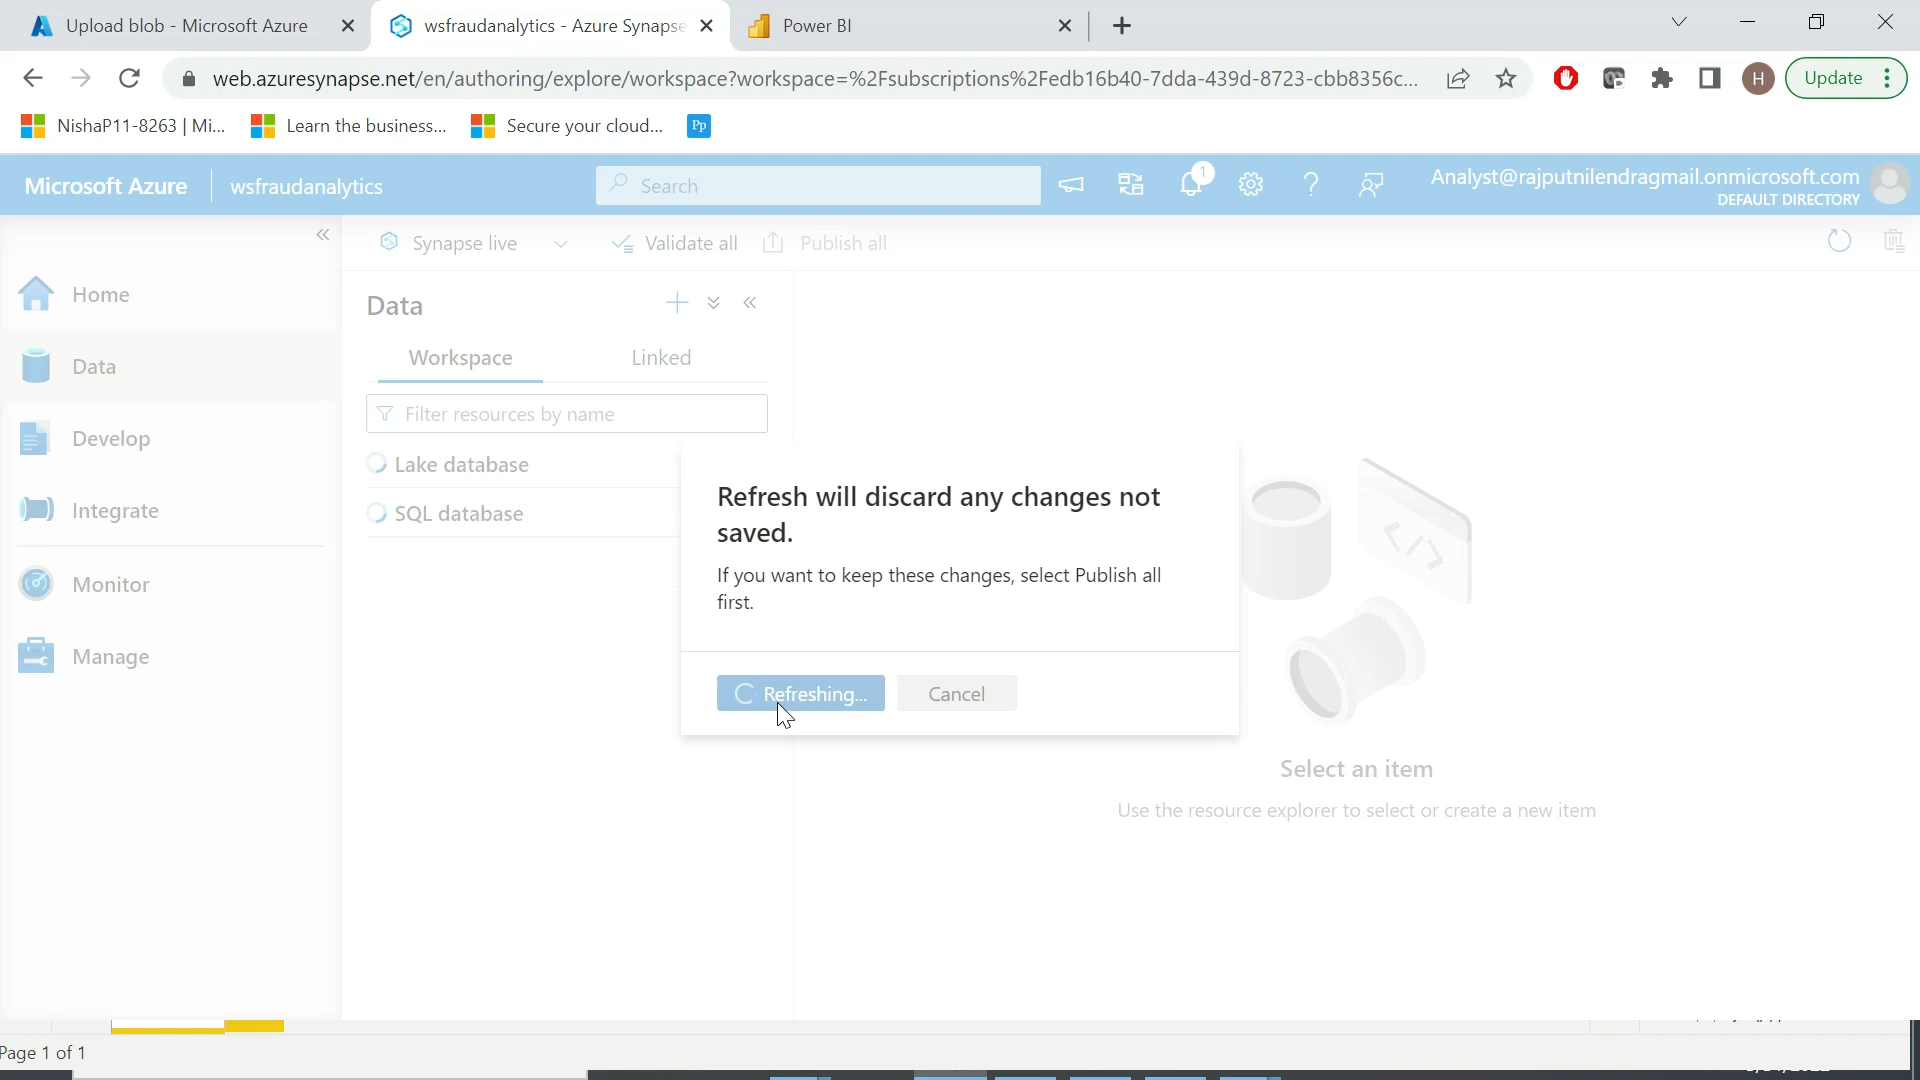 Upload blob - Microsoft Azure
wsfraudanalytics - Azure Synapse
Power BI
web.azuresynapse.net/en/authoring/explore/workspace?workspace=%2Fsubscriptions%2Fedb16b40-7dda-439d-8723-cbb8356c...
H
Update
NishaP11-8263 | Mi...
Learn the business...
Secure your cloud...
Pp
Microsoft Azure
wsfraudanalytics
Search
1
Analyst@rajputnilendragmail.onmicrosoft.com
DEFAULT DIRECTORY
Synapse live
Validate all
Publish all
Home
Data
Develop
Integrate
Monitor
Manage
Data
Workspace
Linked
Filter resources by name
Lake database
SQL database
Refresh will discard any changes not
saved.
If you want to keep these changes, select Publish all
first.
Refreshing...
Cancel
Select an item
Use the resource explorer to select or create a new item
Page 1 of 1